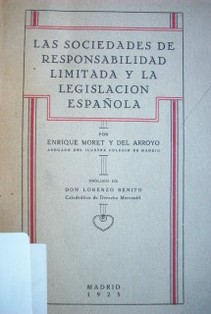 LAS SOCIEDADES DE
RESPONSABILIDAD
LIMITADA Y LA
LEGISLACION
ESPAÑOLA
POR
ENRIQUE MORET Y DEL ARROYO
ABOGADO DEL ILUSTRE COLEGIO DE MADRID
PRÓLOGO DE
DON LORENZO BENITO
Catedrático de Derecho Mercantil
MADRID
1925